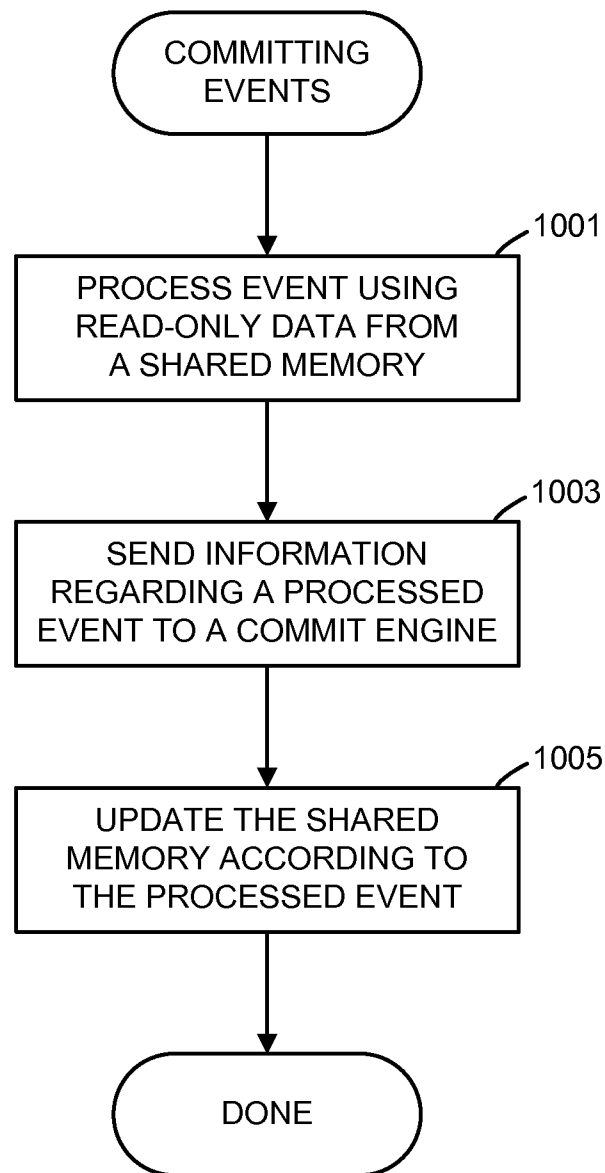 COMMITTING
EVENTS
1001
PROCESS EVENT USING
READ-ONLY DATA FROM
A SHARED MEMORY
1003
SEND INFORMATION
REGARDING A PROCESSED
EVENT TO A COMMIT ENGINE
1005
UPDATE THE SHARED
MEMORY ACCORDING TO
THE PROCESSED EVENT
DONE